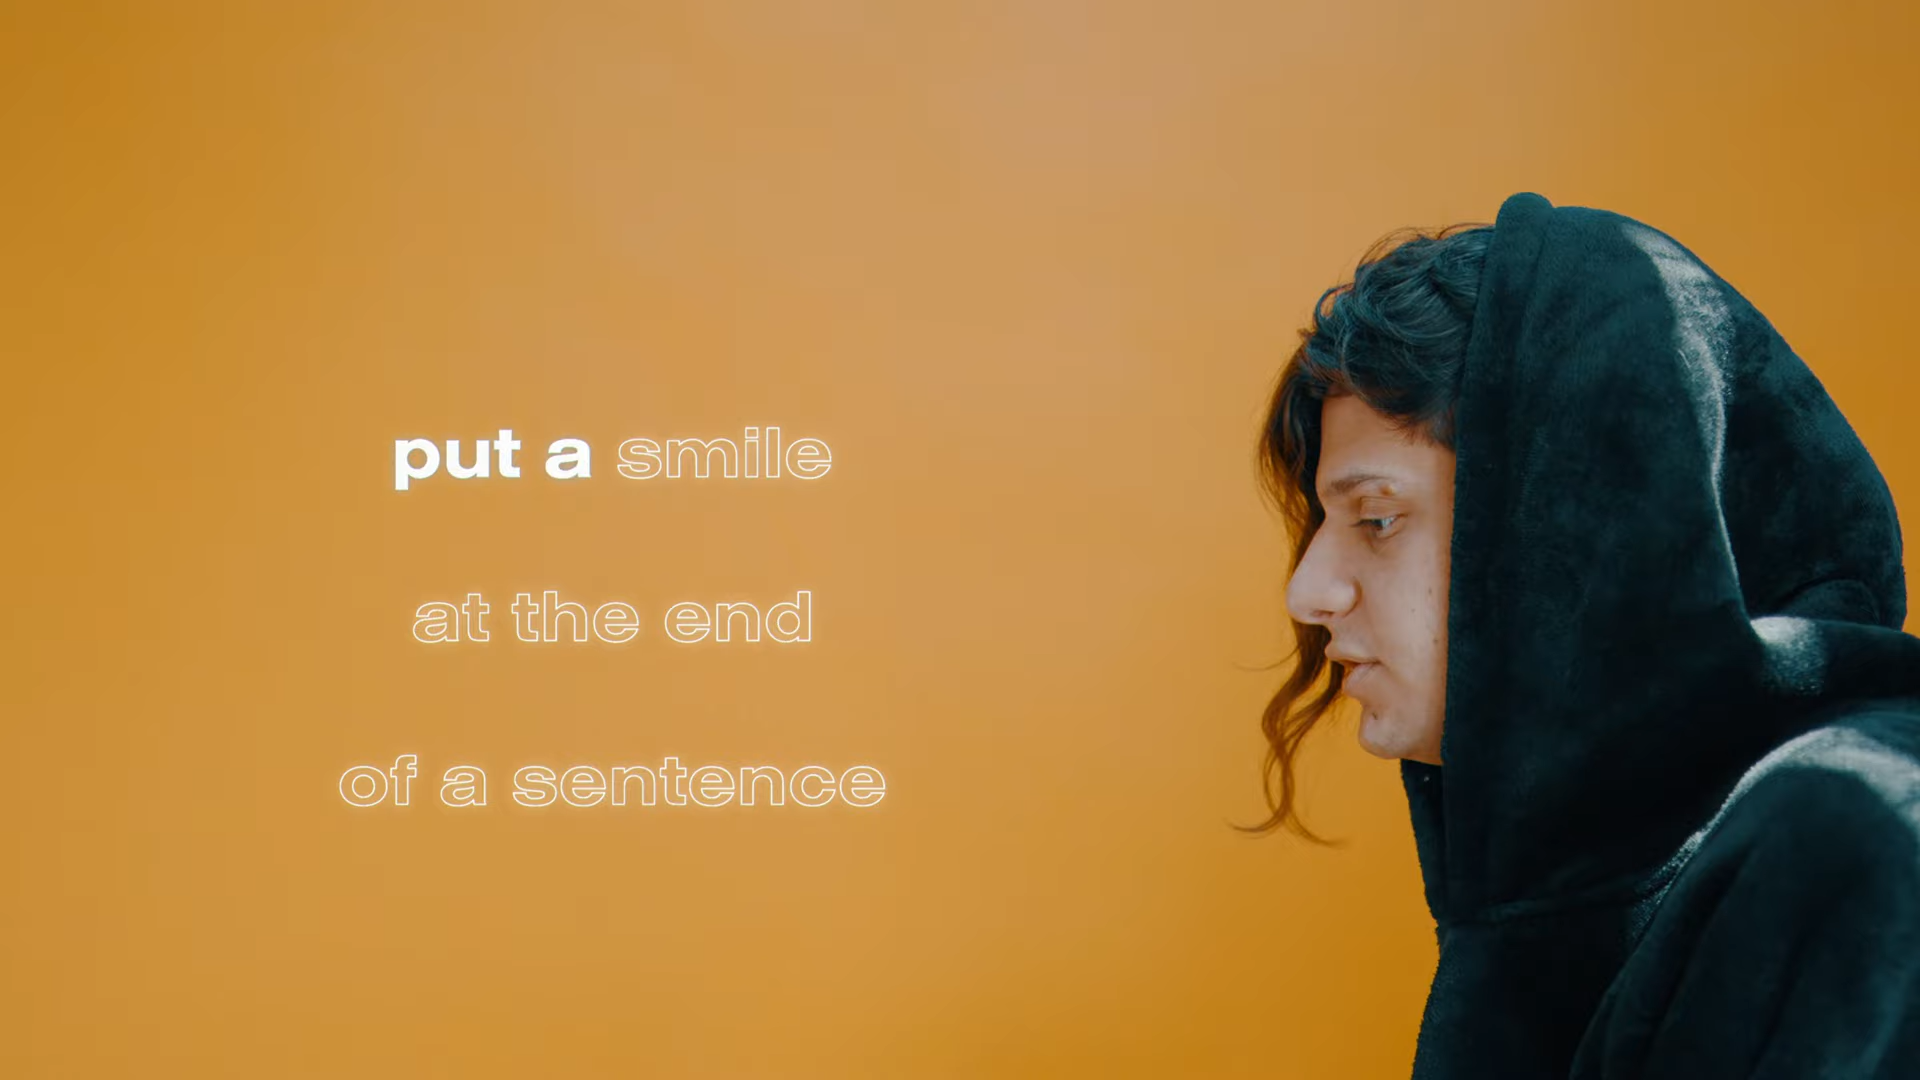 put a smile
at the end
of a sentence